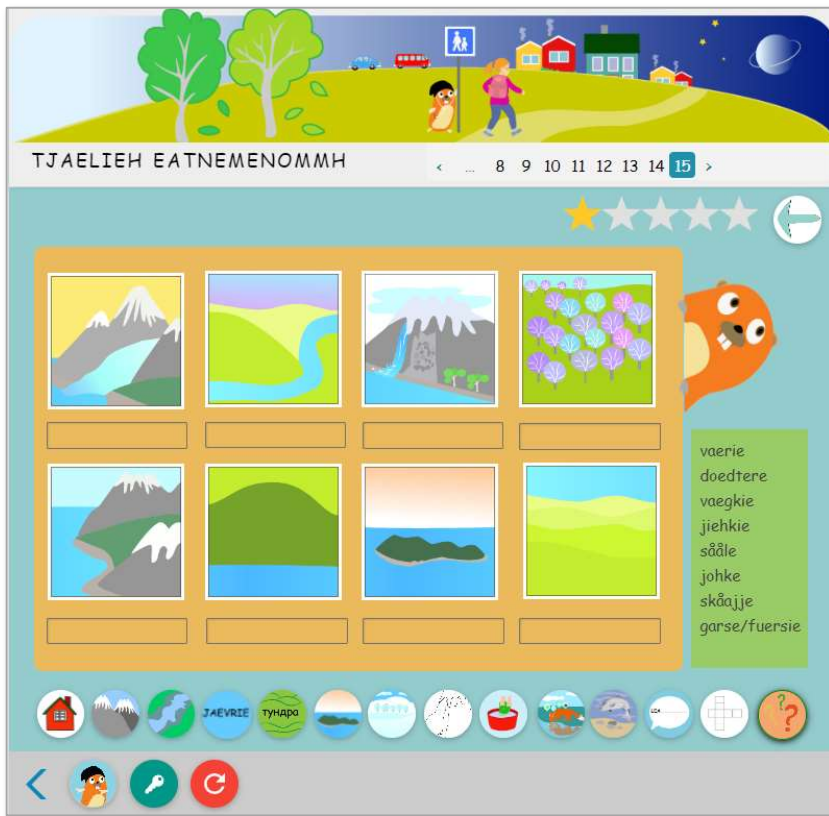 TJAELIEH EATNEMENOMMH
‹ ... 8 9 10 11 12 13 14 15 ›
vaerie
doedtere
vaegkie
jiehkie
sååle
johke
skåajje
garse/fuersie
JAEVRIE
тундра
? ?